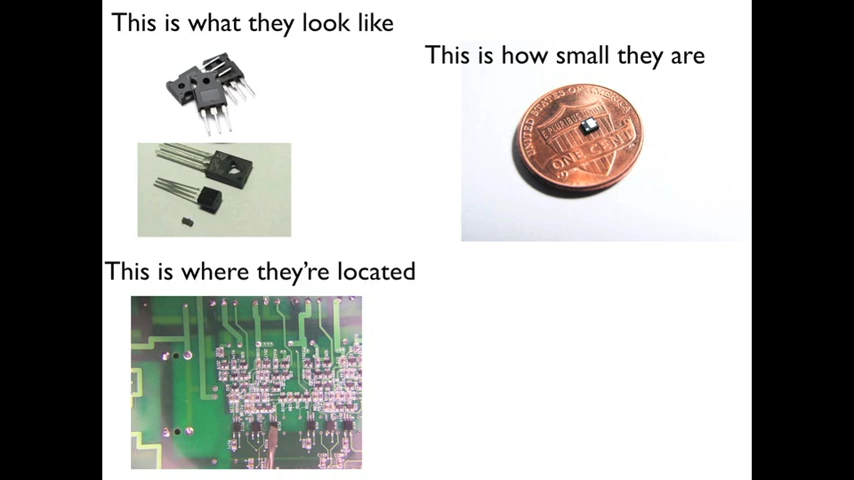 This is what they look like
This is how small they are
UNITED STATES OF AMERICA
E PLURIBUS UNUM
ONE CENT
This is where they're located